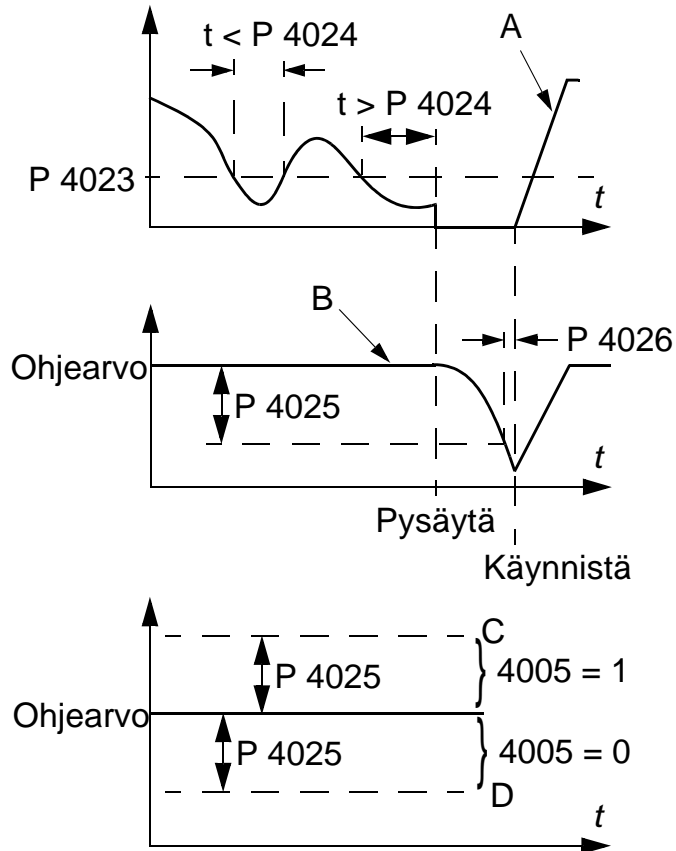 t < P 4024
A
t > P 4024
P 4023
t
B
P 4026
Ohjearvo
P 4025
t
Pysäytä
Käynnistä
C
P 4025
4005 = 1
Ohjearvo
P 4025
4005 = 0
D
t